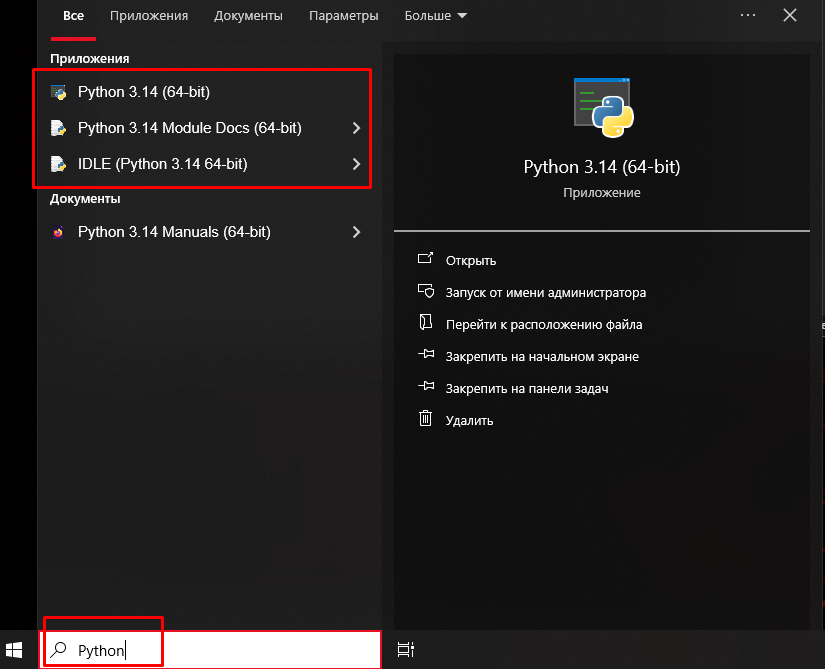 Все Приложения Документы Параметры Больше
Приложения
Python 3.14 (64-bit)
Python 3.14 Module Docs (64-bit)
IDLE (Python 3.14 64-bit)
Документы
Python 3.14 Manuals (64-bit)
Python 3.14 (64-bit)
Приложение
Открыть
Запуск от имени администратора
Перейти к расположению файла
Закрепить на начальном экране
Закрепить на панели задач
Удалить
Python